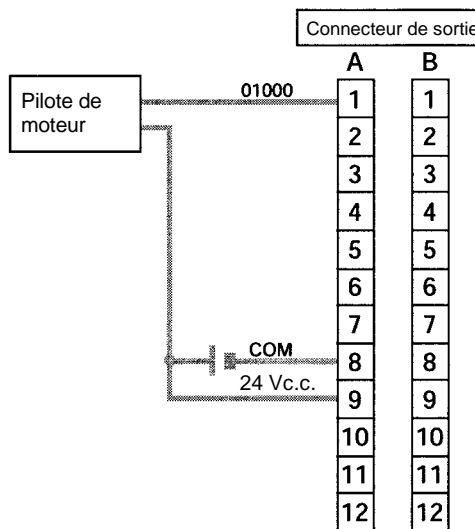 Connecteur de sortie
A B
Pilote de
moteur
01000
1 1
2 2
3 3
4 4
5 5
6 6
7 7
COM
8 8
24 Vc.c.
9 9
10 10
11 11
12 12